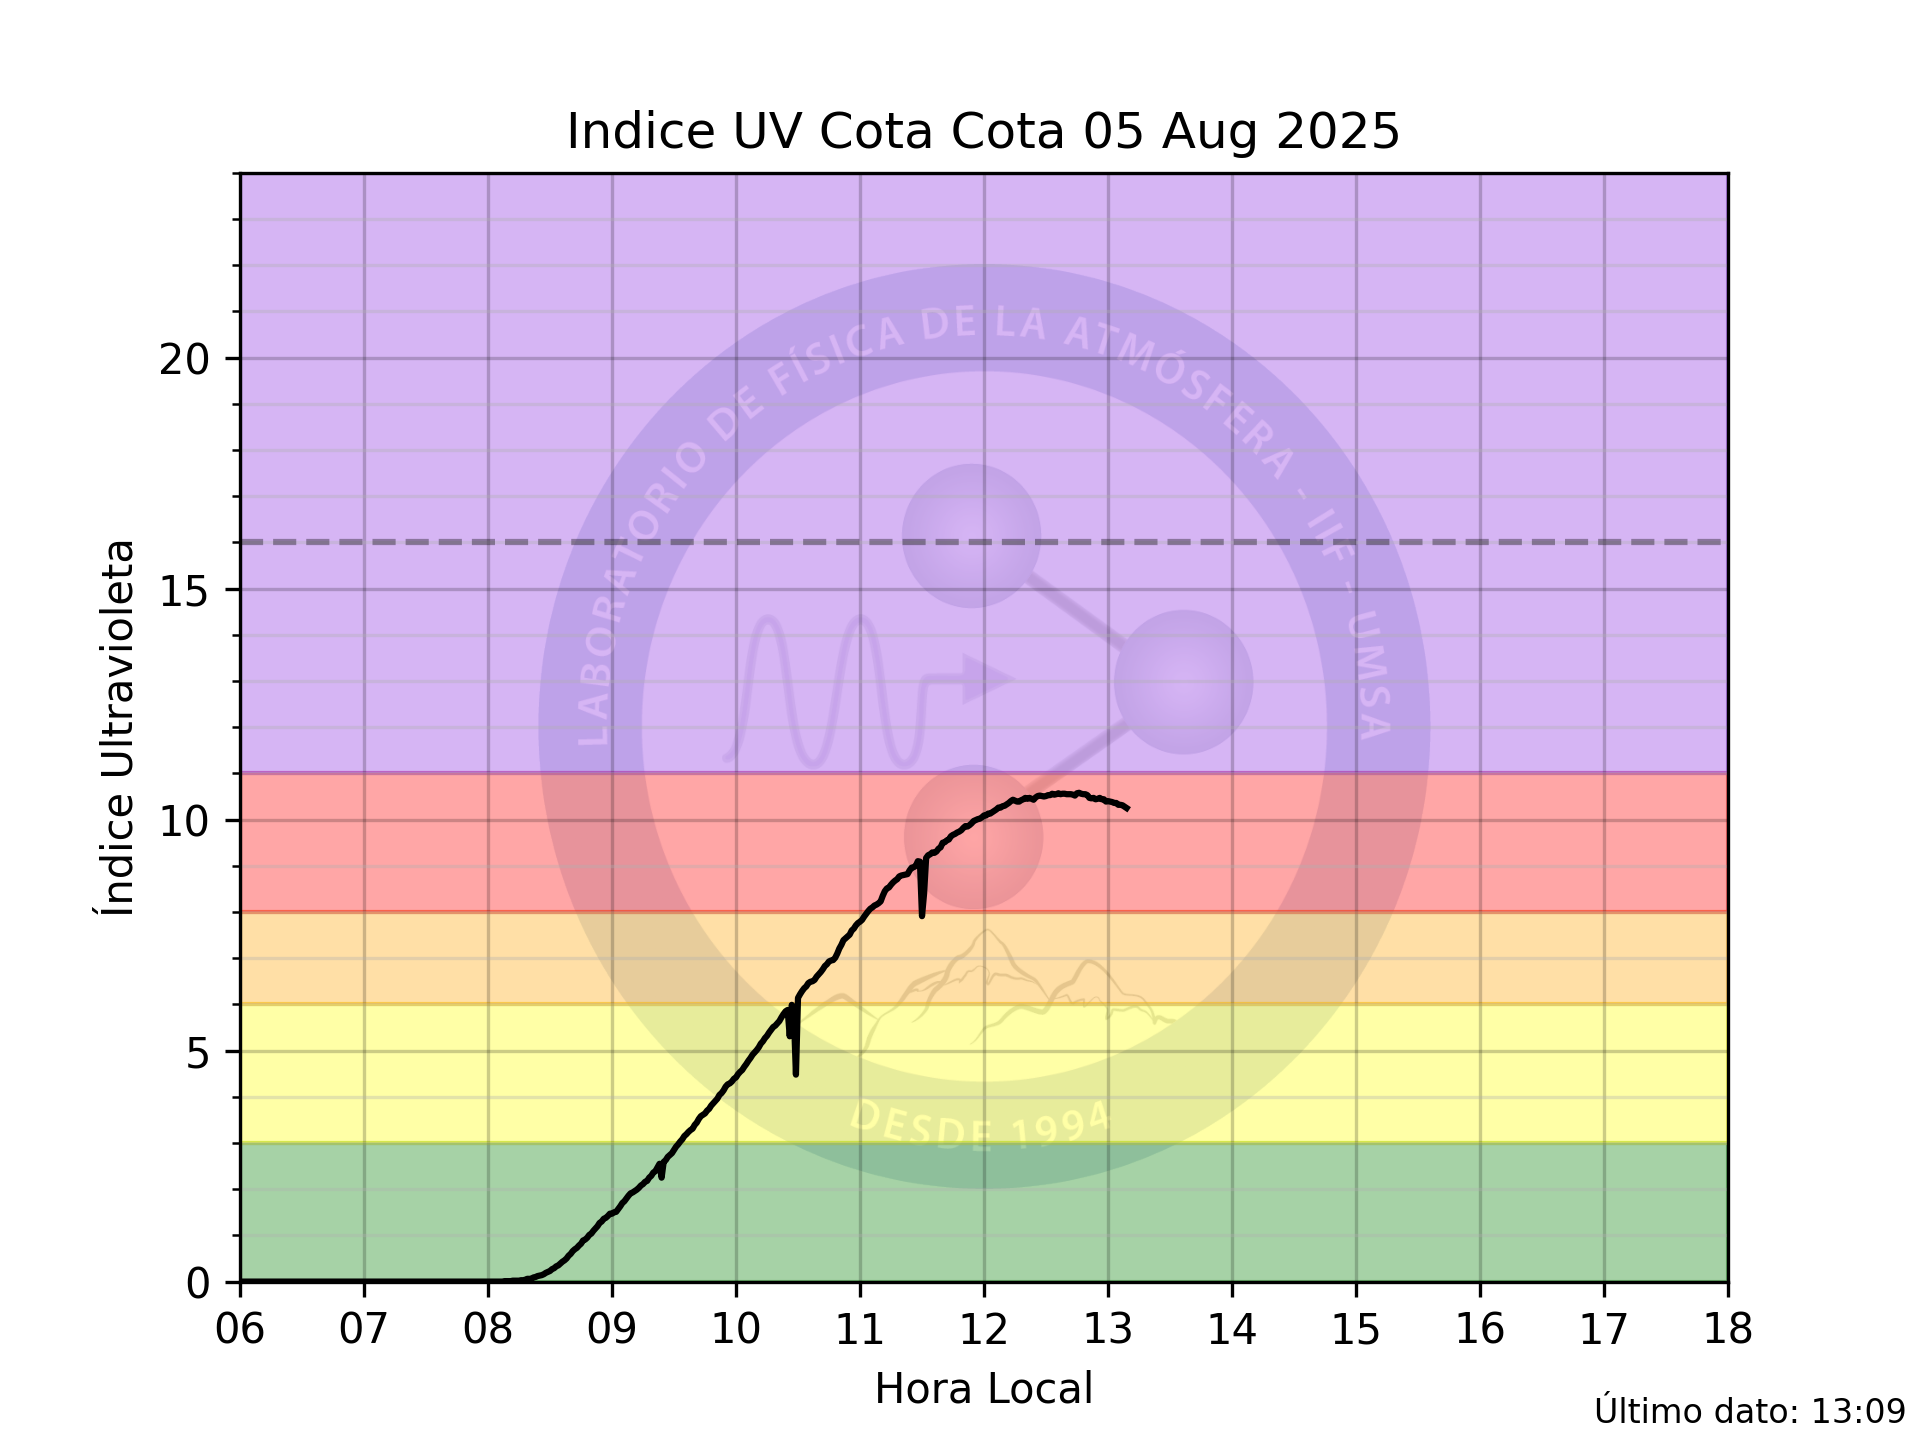 Indice UV Cota Cota 05 Aug 2025
LABORATORIO DE FÍSICA DE LA ATMÓSFERA - IIF - UMSA
DESDE 1994
Índice Ultravioleta
20
15
10
5
0
06 07 08 09 10 11 12 13 14 15 16 17 18
Hora Local
Último dato: 13:09